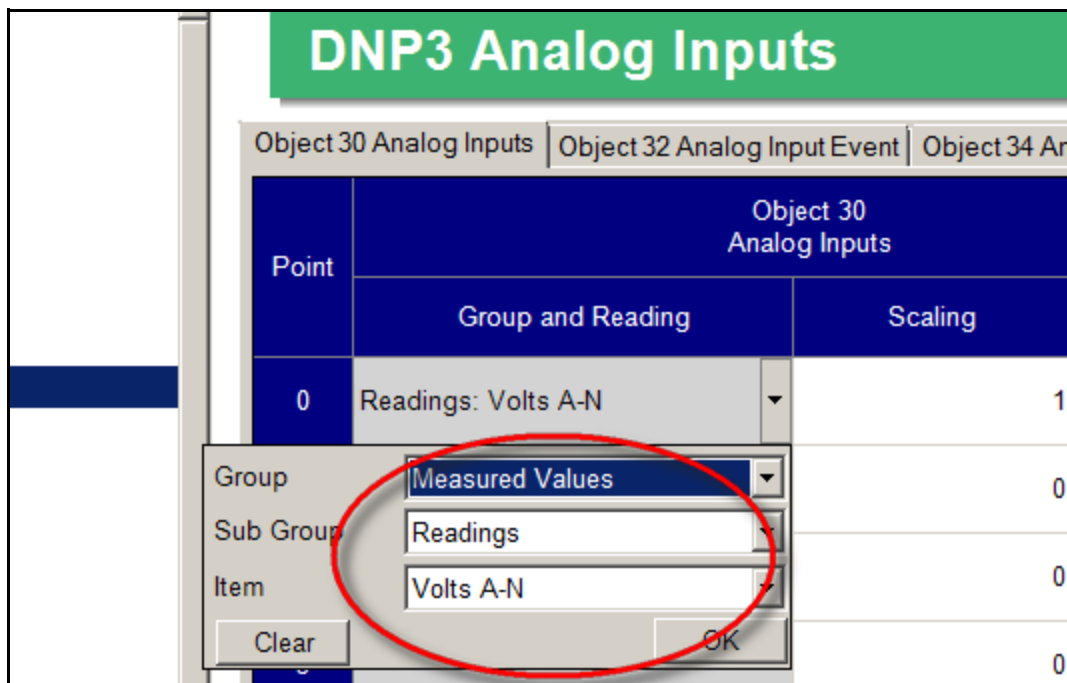 DNP3 Analog Inputs
Object 30 Analog Inputs
Object 32 Analog Input Event
Object 34
Point
Object 30
Analog Inputs
Group and Reading
Scaling
0
Readings: Volts A-N
1
Group
Measured Values
0
Sub Group
Readings
Item
Volts A-N
0
Clear
OK
0